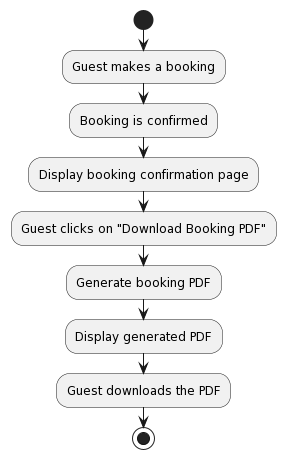 Guest makes a booking
Booking is confirmed
Display booking confirmation page
Guest clicks on "Download Booking PDF"
Generate booking PDF
Display generated PDF
Guest downloads the PDF